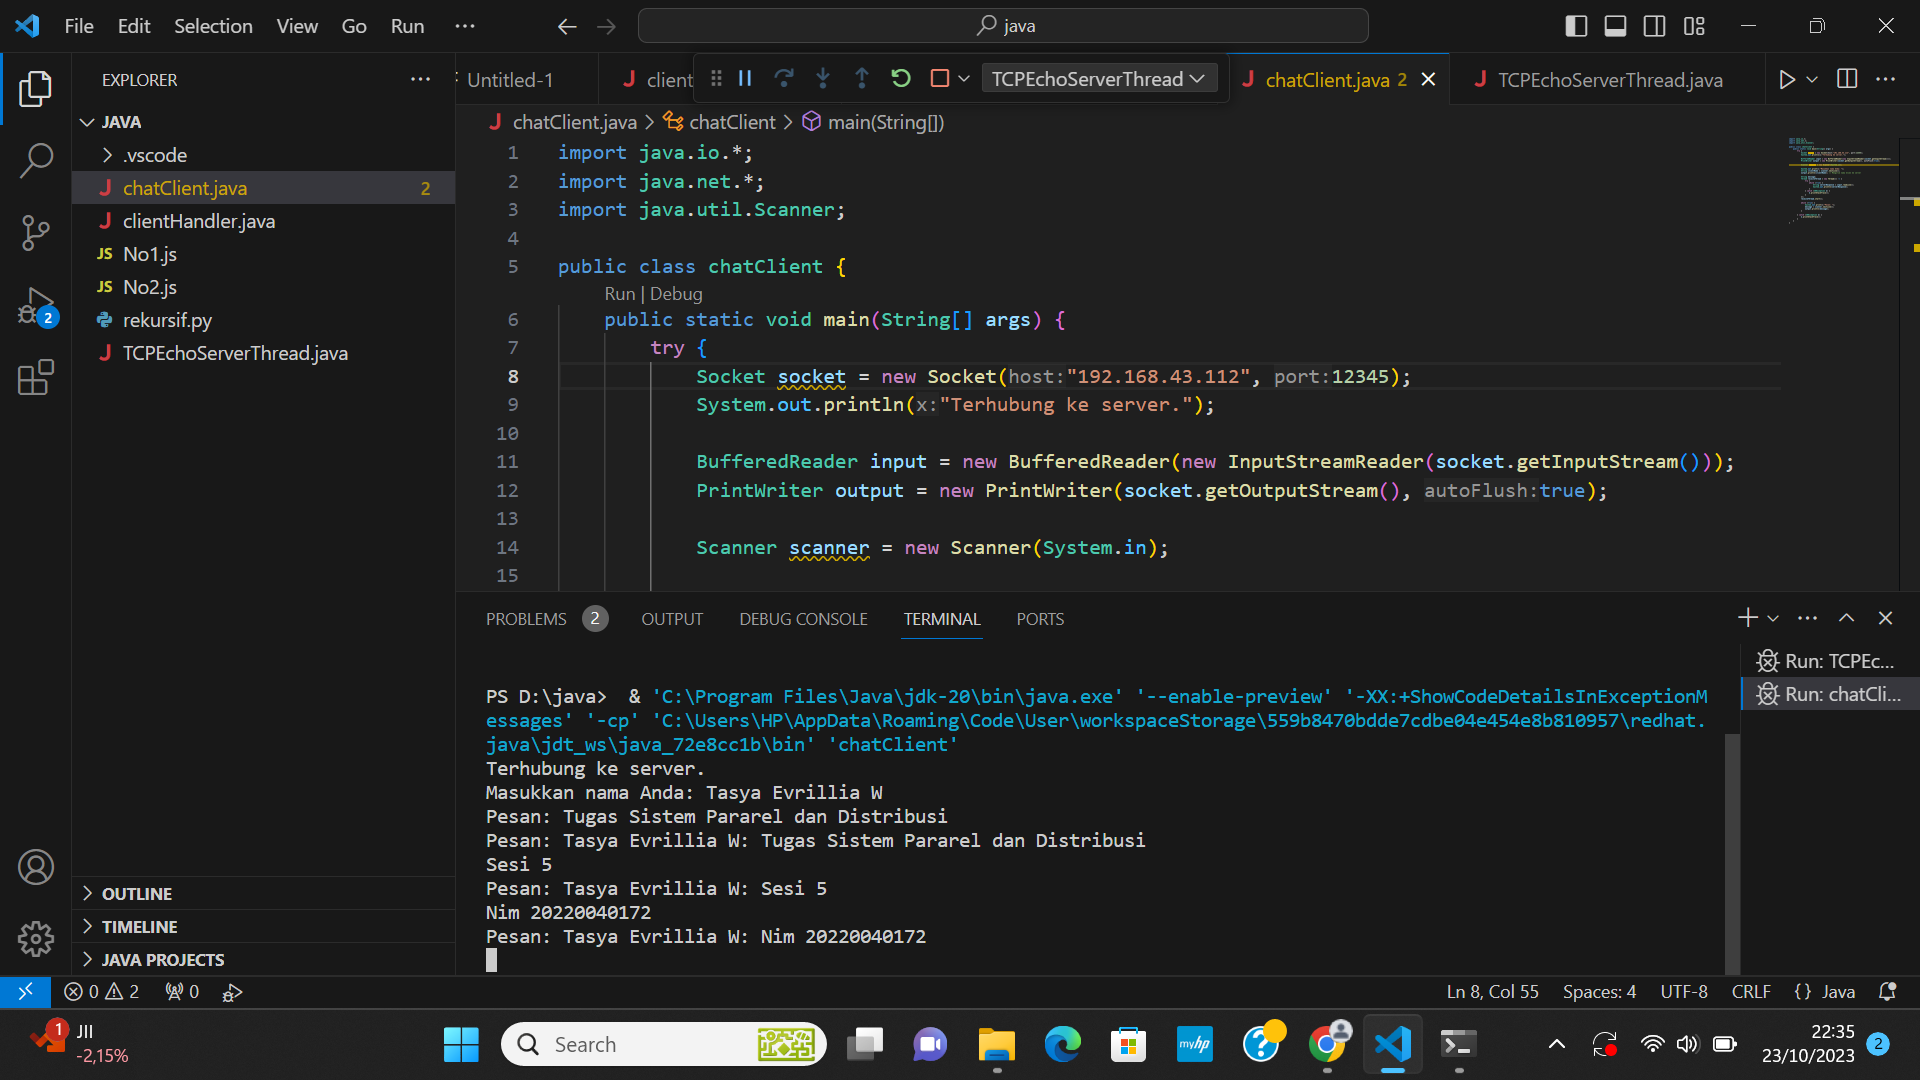 File Edit Selection View Go Run ···
java
EXPLORER ···
Untitled-1
client
TCPEchoServerThread
chatClient.java 2
TCPEchoServerThread.java
JAVA
.vscode
chatClient.java 2
clientHandler.java
JS No1.js
JS No2.js
rekursif.py
TCPEchoServerThread.java
2
OUTLINE
TIMELINE
JAVA PROJECTS
chatClient.java > chatClient > main(String[])
1 import java.io.*;
2 import java.net.*;
3 import java.util.Scanner;
4
5 public class chatClient {
Run | Debug
6 public static void main(String[] args) {
7 try {
8 Socket socket = new Socket(host:"192.168.43.112", port:12345);
9 System.out.println(x:"Terhubung ke server.");
10
11 BufferedReader input = new BufferedReader(new InputStreamReader(socket.getInputStream()));
12 PrintWriter output = new PrintWriter(socket.getOutputStream(), autoFlush:true);
13
14 Scanner scanner = new Scanner(System.in);
15
PROBLEMS 2 OUTPUT DEBUG CONSOLE TERMINAL PORTS
Run: TCPEc...
Run: chatCli...
PS D:\java>  & 'C:\Program Files\Java\jdk-20\bin\java.exe' '--enable-preview' '-XX:+ShowCodeDetailsInExceptionM
essages' '-cp' 'C:\Users\HP\AppData\Roaming\Code\User\workspaceStorage\559b8470bdde7cdbe04e454e8b810957\redhat.
java\jdt_ws\java_72e8cc1b\bin' 'chatClient'
Terhubung ke server.
Masukkan nama Anda: Tasya Evrillia W
Pesan: Tugas Sistem Pararel dan Distribusi
Pesan: Tasya Evrillia W: Tugas Sistem Pararel dan Distribusi
Sesi 5
Pesan: Tasya Evrillia W: Sesi 5
Nim 20220040172
Pesan: Tasya Evrillia W: Nim 20220040172
0 2 0
Ln 8, Col 55 Spaces: 4 UTF-8 CRLF {} Java
1 JII
-2,15%
Search
myhp
22:35
23/10/2023
2